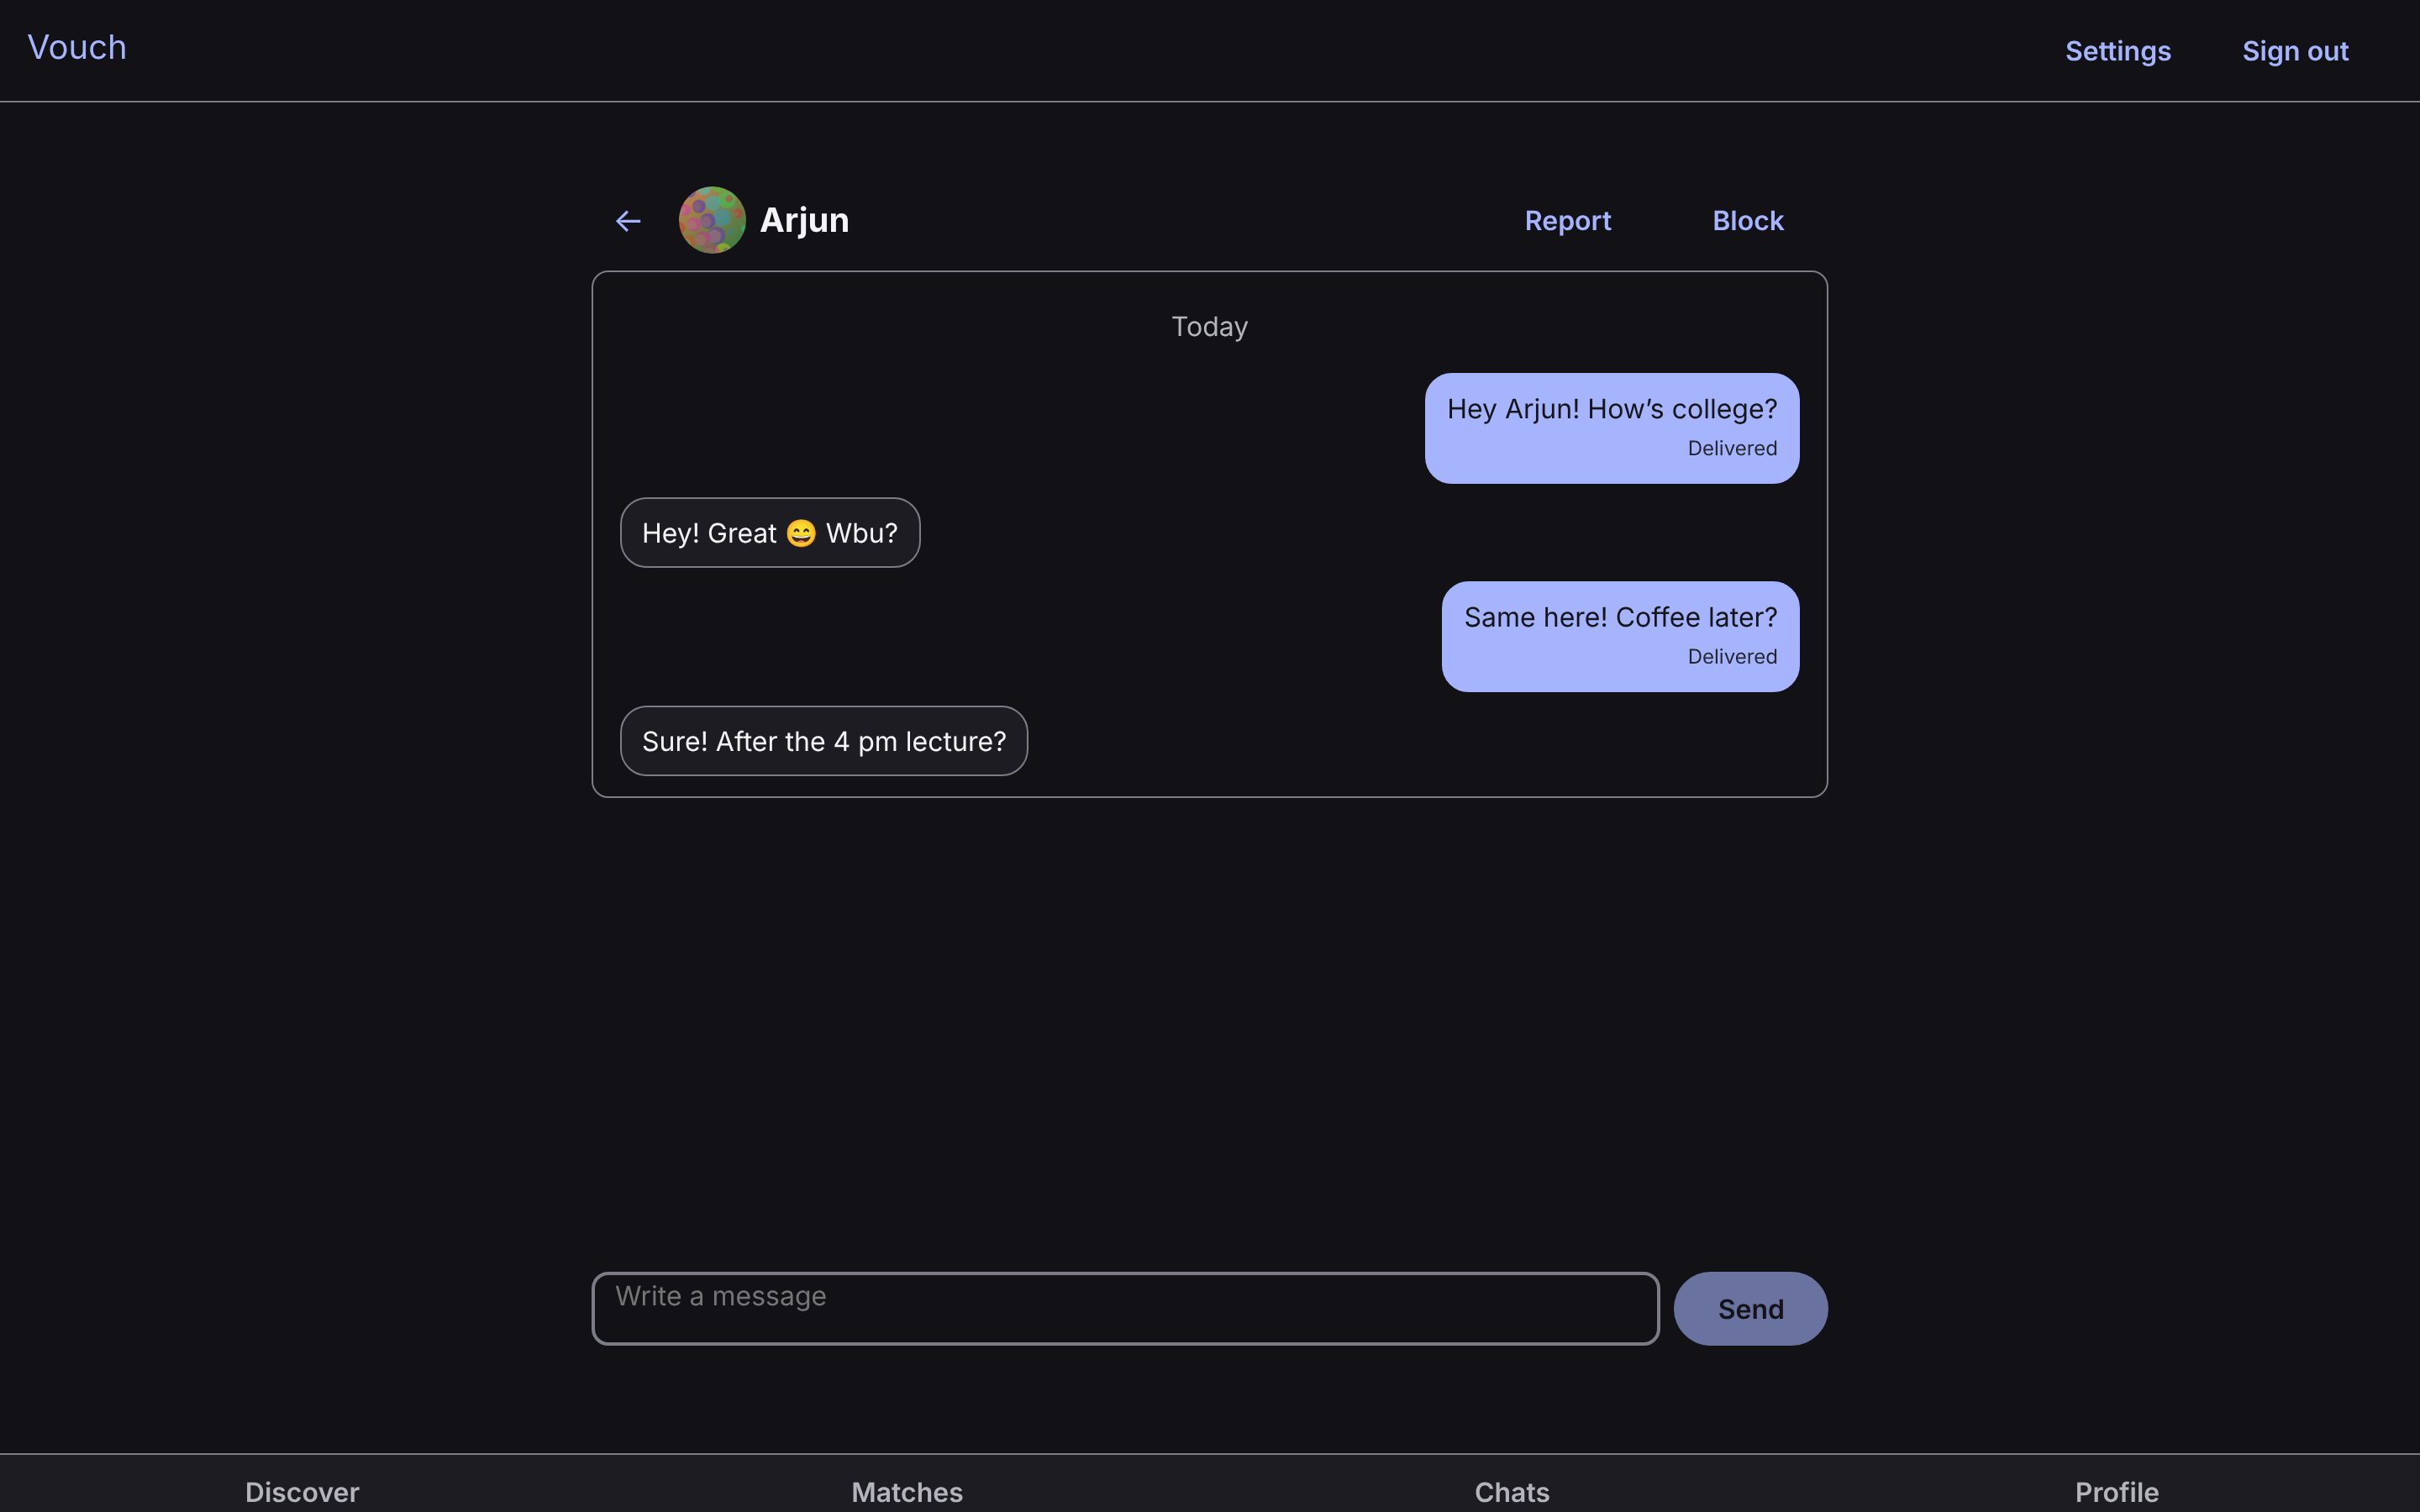 Vouch
Settings
Sign out
Arjun
Report
Block
Today
Hey Arjun! How’s college?
Delivered
Hey! Great 😄 Wbu?
Same here! Coffee later?
Delivered
Sure! After the 4 pm lecture?
Write a message
Send
Discover
Matches
Chats
Profile